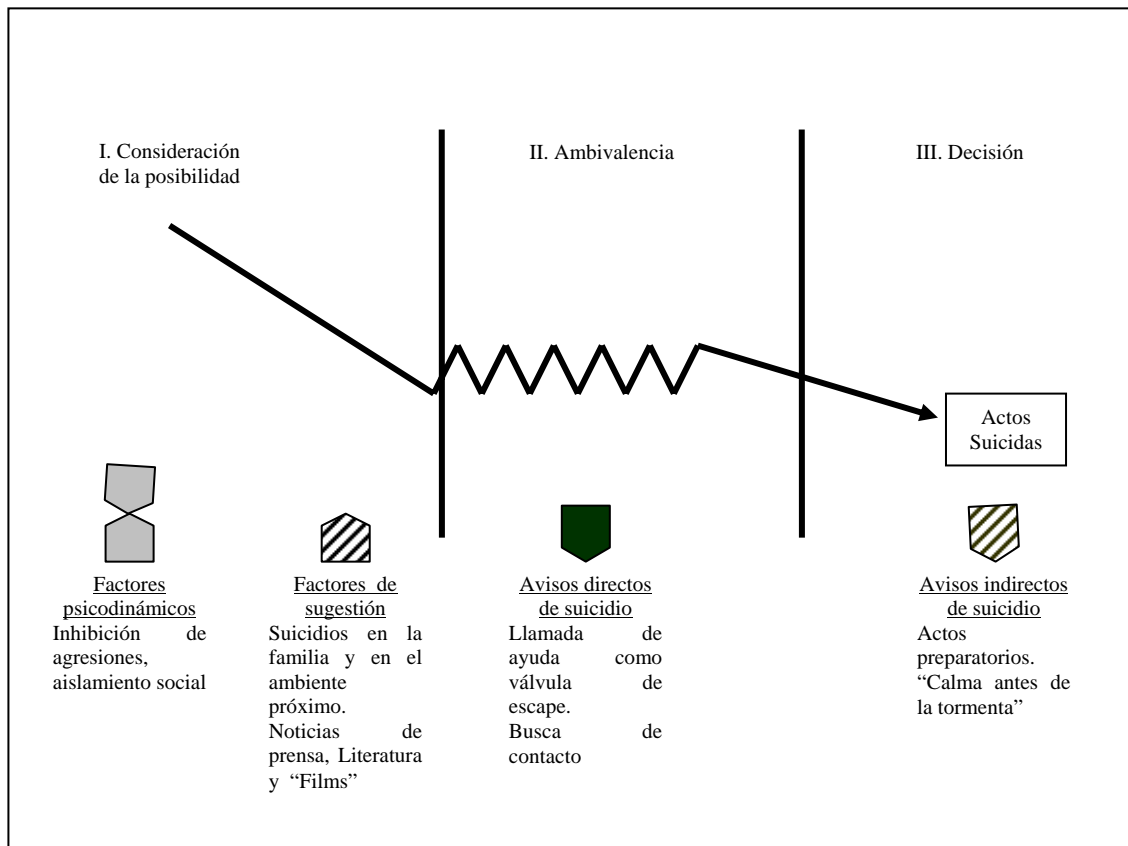 I. Consideración
de la posibilidad
II. Ambivalencia
III. Decisión
Actos
Suicidas
Factores
psicodinámicos
Inhibición de
agresiones,
aislamiento social
Factores de
sugestión
Suicidios en la
familia y en el
ambiente
próximo.
Noticias de
prensa, Literatura
y “Films”
Avisos directos
de suicidio
Llamada de
ayuda como
válvula de
escape.
Busca de
contacto
Avisos indirectos
de suicidio
Actos
preparatorios.
“Calma antes de
la tormenta”